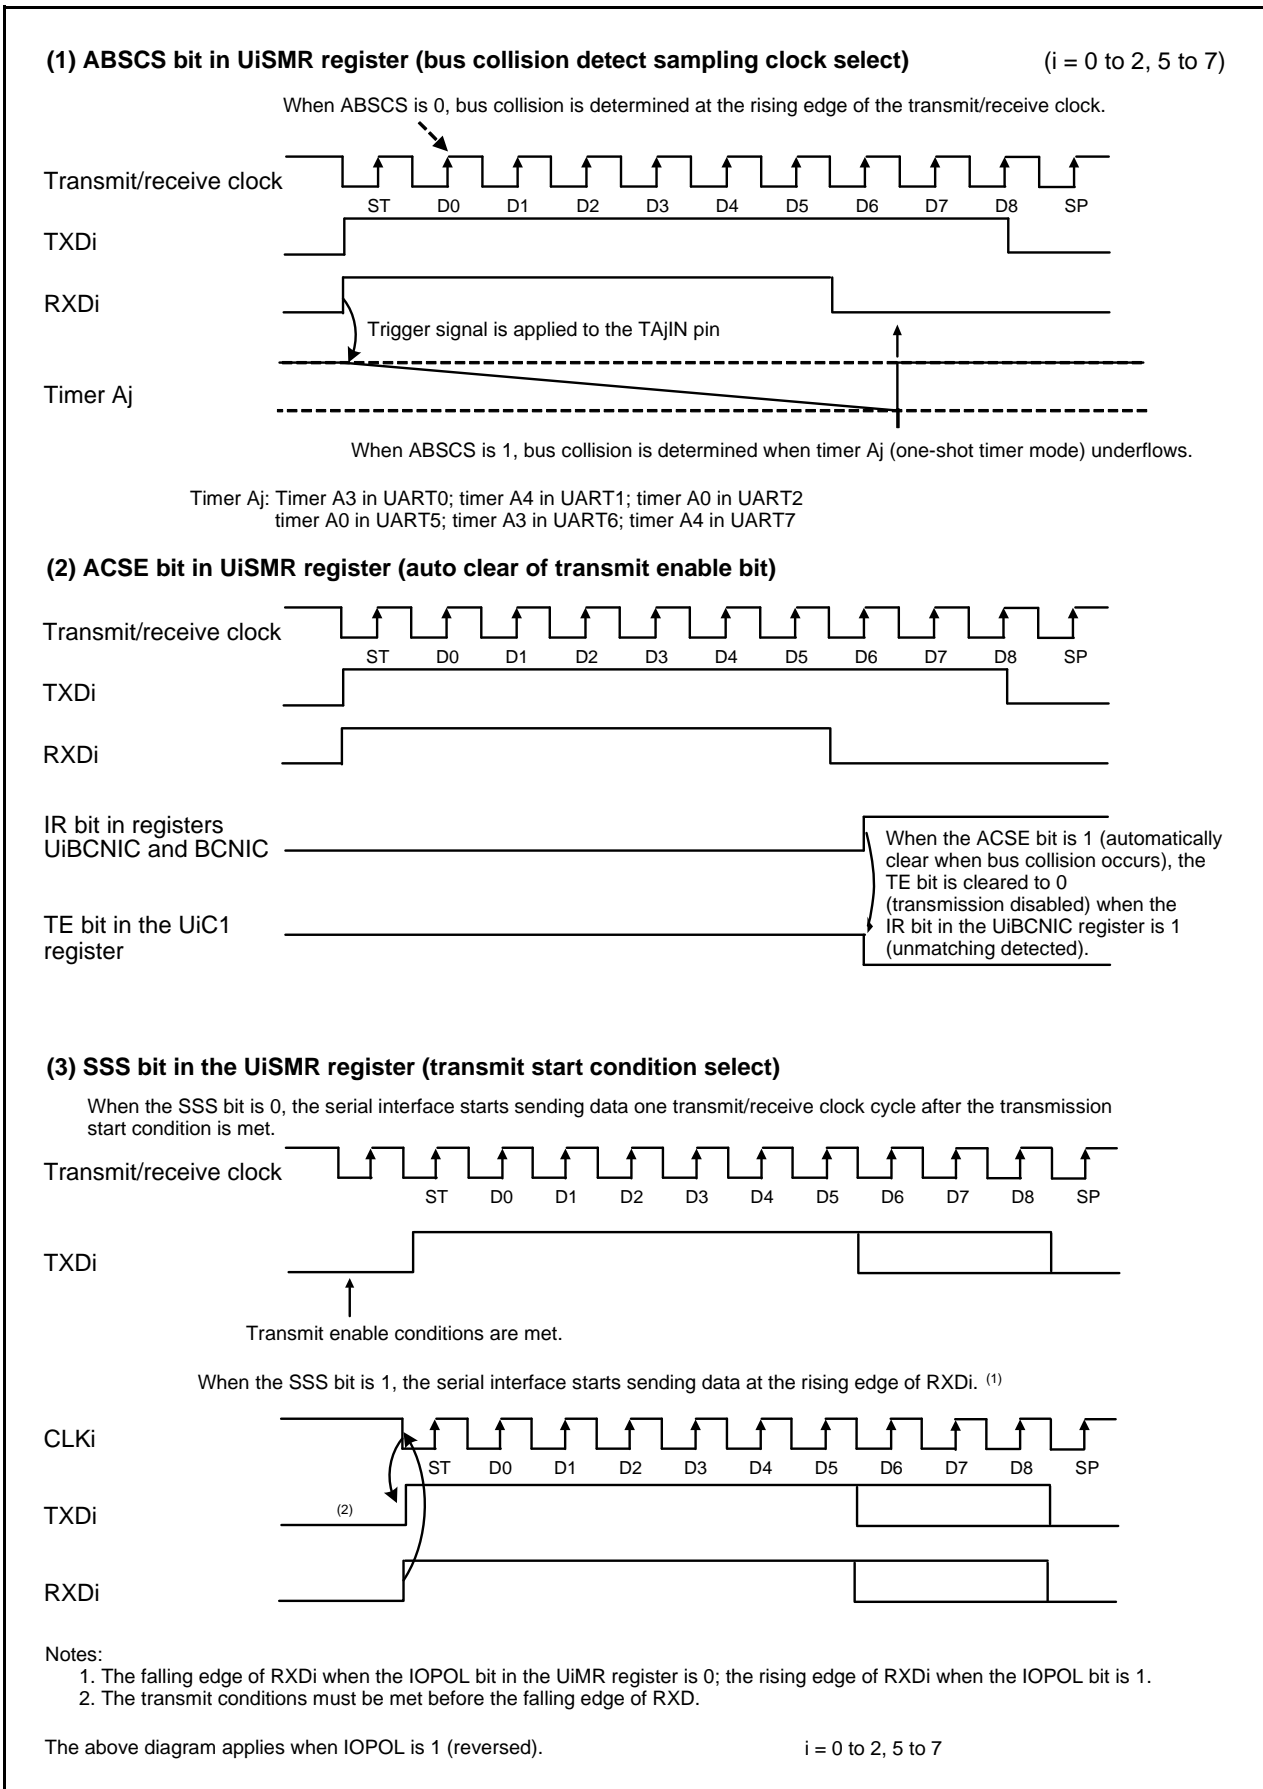 (1) ABSCS bit in UiSMR register (bus collision detect sampling clock select) (i = 0 to 2, 5 to 7)
When ABSCS is 0, bus collision is determined at the rising edge of the transmit/receive clock.
Transmit/receive clock
ST D0 D1 D2 D3 D4 D5 D6 D7 D8 SP
TXDi
RXDi
Trigger signal is applied to the TAjIN pin
Timer Aj
When ABSCS is 1, bus collision is determined when timer Aj (one-shot timer mode) underflows.
Timer Aj: Timer A3 in UART0; timer A4 in UART1; timer A0 in UART2
timer A0 in UART5; timer A3 in UART6; timer A4 in UART7
(2) ACSE bit in UiSMR register (auto clear of transmit enable bit)
Transmit/receive clock
ST D0 D1 D2 D3 D4 D5 D6 D7 D8 SP
TXDi
RXDi
IR bit in registers
UiBCNIC and BCNIC
When the ACSE bit is 1 (automatically
clear when bus collision occurs), the
TE bit is cleared to 0
(transmission disabled) when the
IR bit in the UiBCNIC register is 1
(unmatching detected).
TE bit in the UiC1
register
(3) SSS bit in the UiSMR register (transmit start condition select)
When the SSS bit is 0, the serial interface starts sending data one transmit/receive clock cycle after the transmission
start condition is met.
Transmit/receive clock
ST D0 D1 D2 D3 D4 D5 D6 D7 D8 SP
TXDi
Transmit enable conditions are met.
When the SSS bit is 1, the serial interface starts sending data at the rising edge of RXDi. (1)
CLKi
ST D0 D1 D2 D3 D4 D5 D6 D7 D8 SP
TXDi
(2)
RXDi
Notes:
1. The falling edge of RXDi when the IOPOL bit in the UiMR register is 0; the rising edge of RXDi when the IOPOL bit is 1.
2. The transmit conditions must be met before the falling edge of RXD.
The above diagram applies when IOPOL is 1 (reversed). i = 0 to 2, 5 to 7